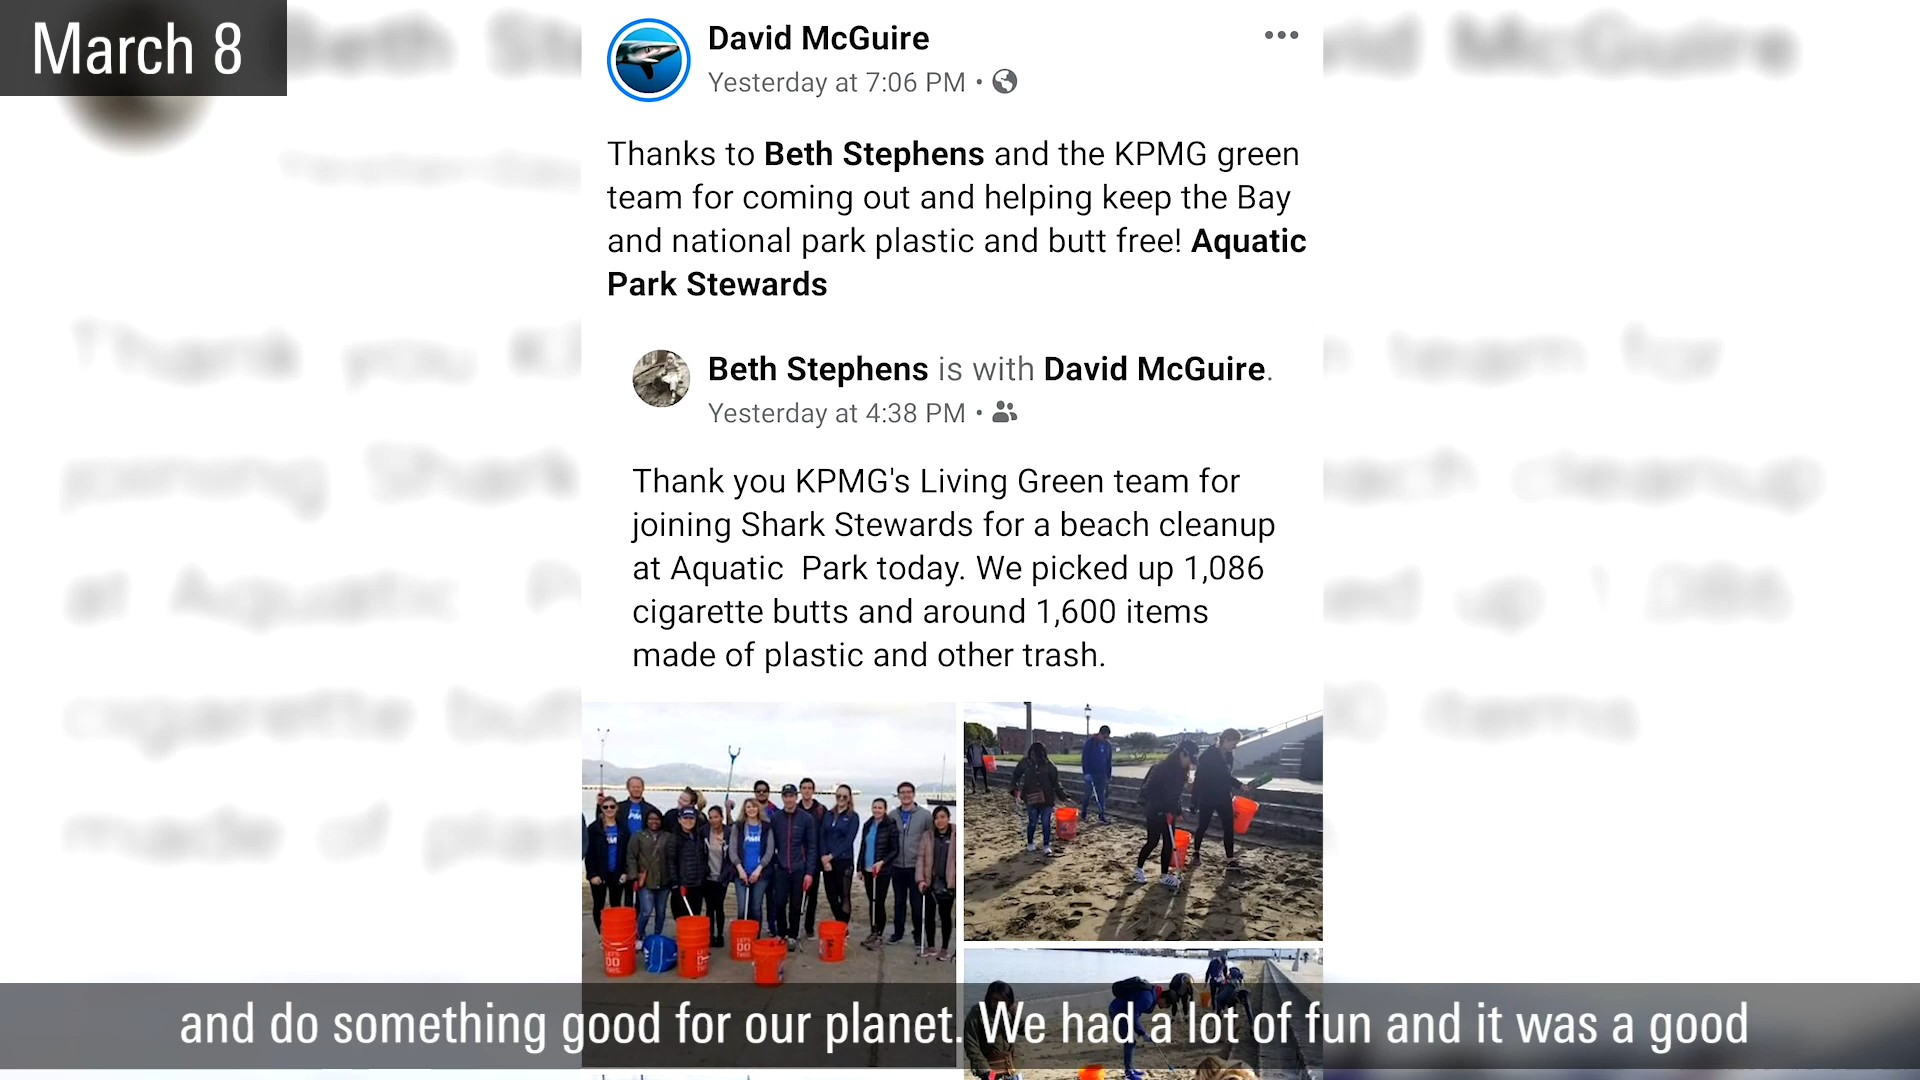 March 8
David McGuire
Yesterday at 7:06 PM •
Thanks to Beth Stephens and the KPMG green
team for coming out and helping keep the Bay
and national park plastic and butt free! Aquatic
Park Stewards
Beth Stephens is with David McGuire.
Yesterday at 4:38 PM •
Thank you KPMG's Living Green team for
joining Shark Stewards for a beach cleanup
at Aquatic Park today. We picked up 1,086
cigarette butts and around 1,600 items
made of plastic and other trash.
LET'S
DO
THIS.
and do something good for our planet. We had a lot of fun and it was a good